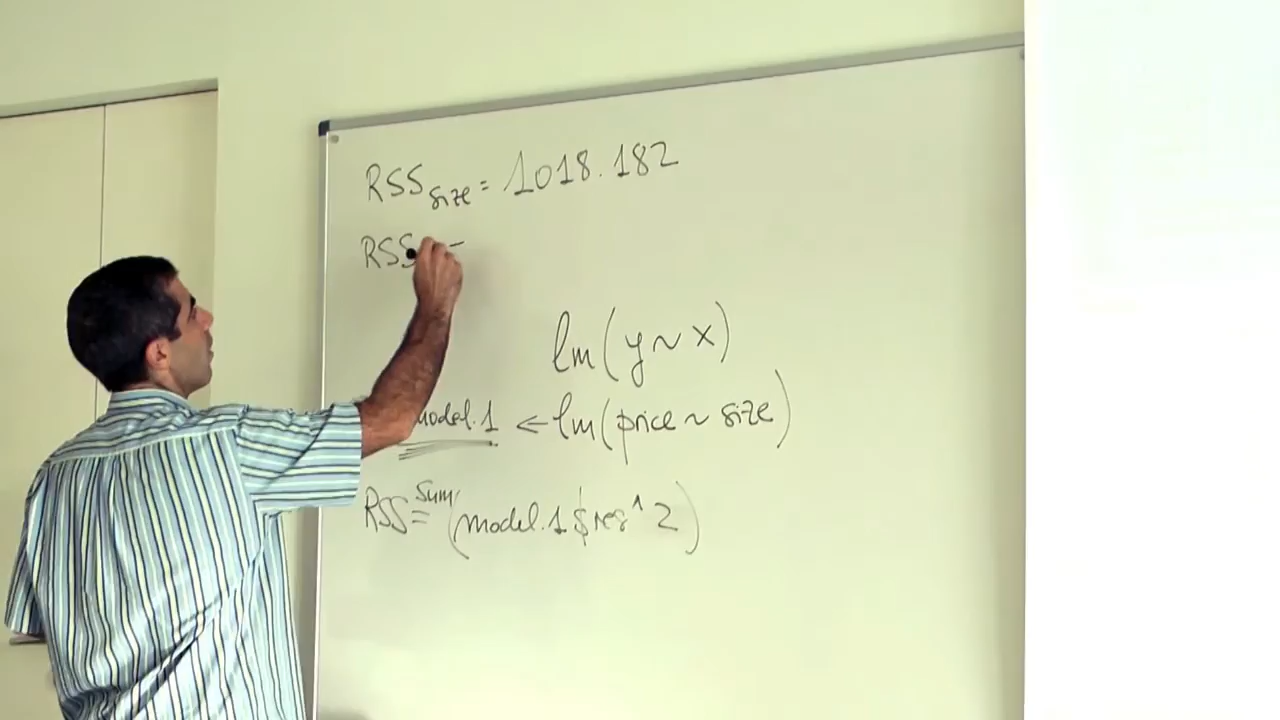 RSS size = 1018.182
RSS =
lm(y ~ x)
model.1 <- lm(price ~ size)
RSS = sum(model.1$res^2)